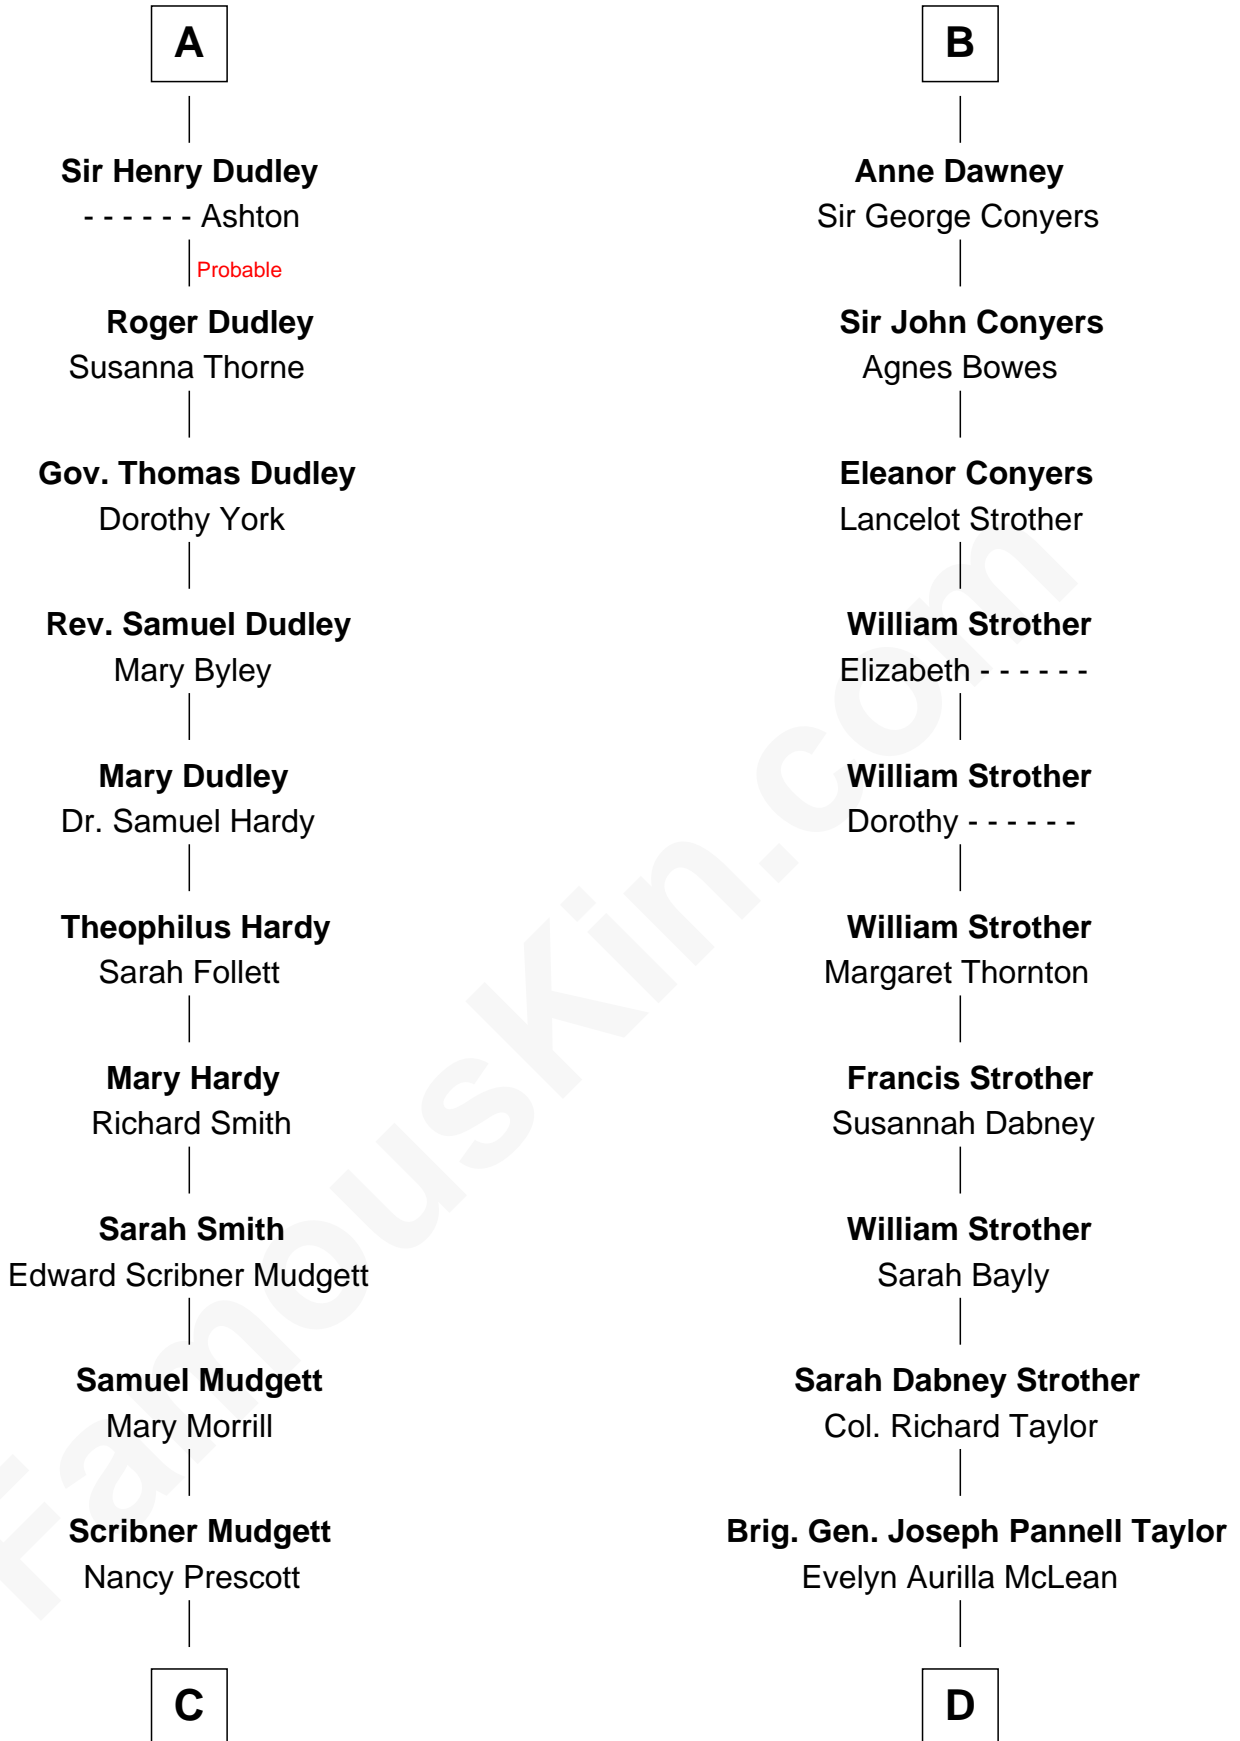 A
Sir Henry Dudley
- - - - - - Ashton
Probable
Roger Dudley
Susanna Thorne
Gov. Thomas Dudley
Dorothy York
Rev. Samuel Dudley
Mary Byley
Mary Dudley
Dr. Samuel Hardy
Theophilus Hardy
Sarah Follett
Mary Hardy
Richard Smith
Sarah Smith
Edward Scribner Mudgett
Samuel Mudgett
Mary Morrill
Scribner Mudgett
Nancy Prescott
C
B
Anne Dawney
Sir George Conyers
Sir John Conyers
Agnes Bowes
Eleanor Conyers
Lancelot Strother
William Strother
Elizabeth - - - - - -
William Strother
Dorothy - - - - - -
William Strother
Margaret Thornton
Francis Strother
Susannah Dabney
William Strother
Sarah Bayly
Sarah Dabney Strother
Col. Richard Taylor
Brig. Gen. Joseph Pannell Taylor
Evelyn Aurilla McLean
D
FamousKin.com